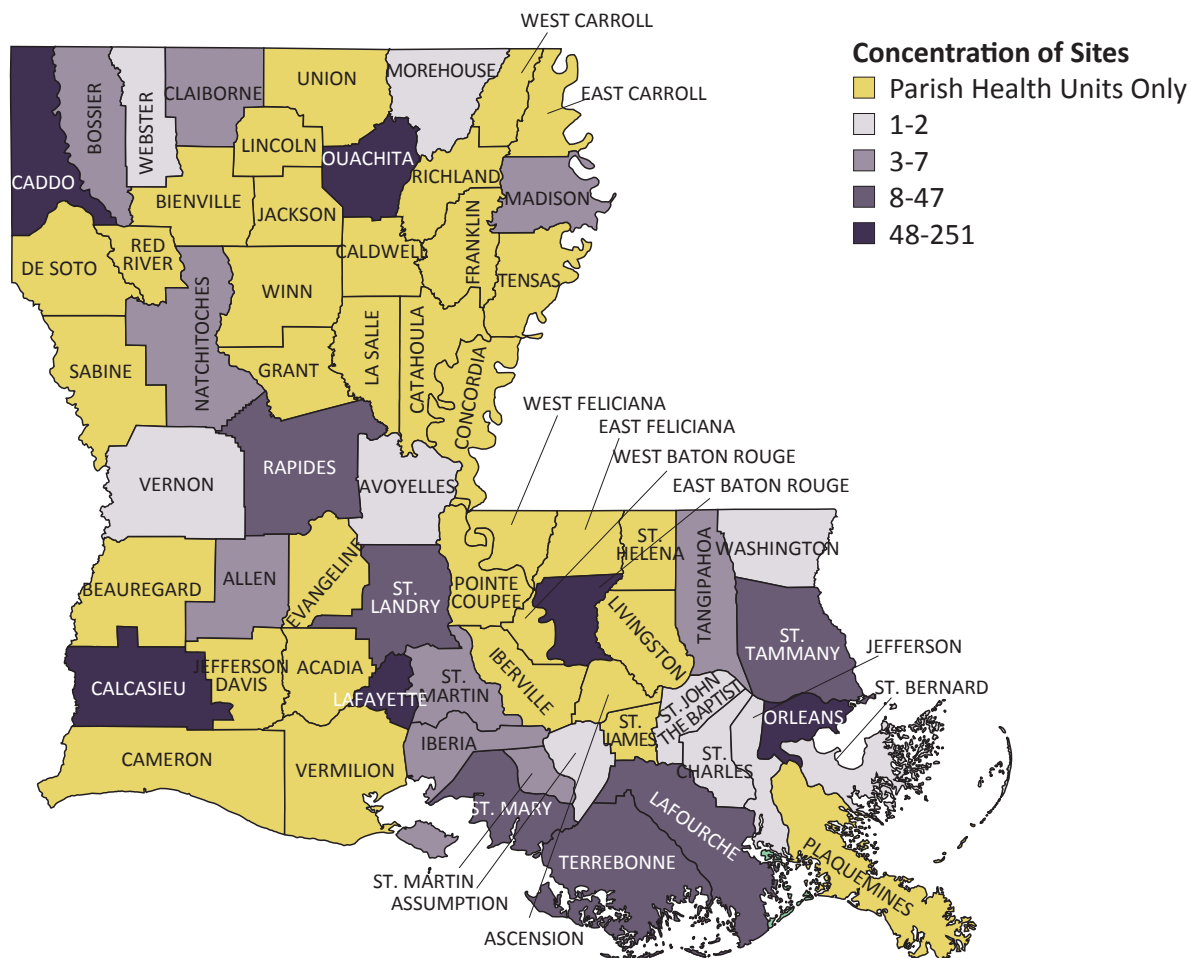 WEST CARROLL
Concentration of Sites
Parish Health Units Only
1-2
3-7
8-47
48-251
EAST CARROLL
MOREHOUSE
UNION
CLAIBORNE
BOSSIER
WEBSTER
LINCOLN
OUACHITA
CADDO
RICHLAND
MADISON
BIENVILLE
JACKSON
RED
RIVER
CALDWELL
FRANKLIN
DE SOTO
TENSAS
WINN
NATCHITOCHES
LA SALLE
CATAHOULA
SABINE
GRANT
CONCORDIA
WEST FELICIANA
EAST FELICIANA
WEST BATON ROUGE
EAST BATON ROUGE
RAPIDES
VERNON
AVOYELLES
ST.
HELENA
TANGIPAHOA
WASHINGTON
ALLEN
EVANGELINE
BEAUREGARD
ST.
LANDRY
POINTE
COUPEE
LIVINGSTON
ST.
TAMMANY
JEFFERSON
JEFFERSON
DAVIS
ACADIA
ST.
MARTIN
IBERVILLE
CALCASIEU
LAFAYETTE
ST. JOHN
THE BAPTIST
ST. BERNARD
ORLEANS
ST.
JAMES
IBERIA
ST.
CHARLES
CAMERON
VERMILION
ST. MARY
LAFOURCHE
TERREBONNE
PLAQUEMINES
ST. MARTIN
ASSUMPTION
ASCENSION